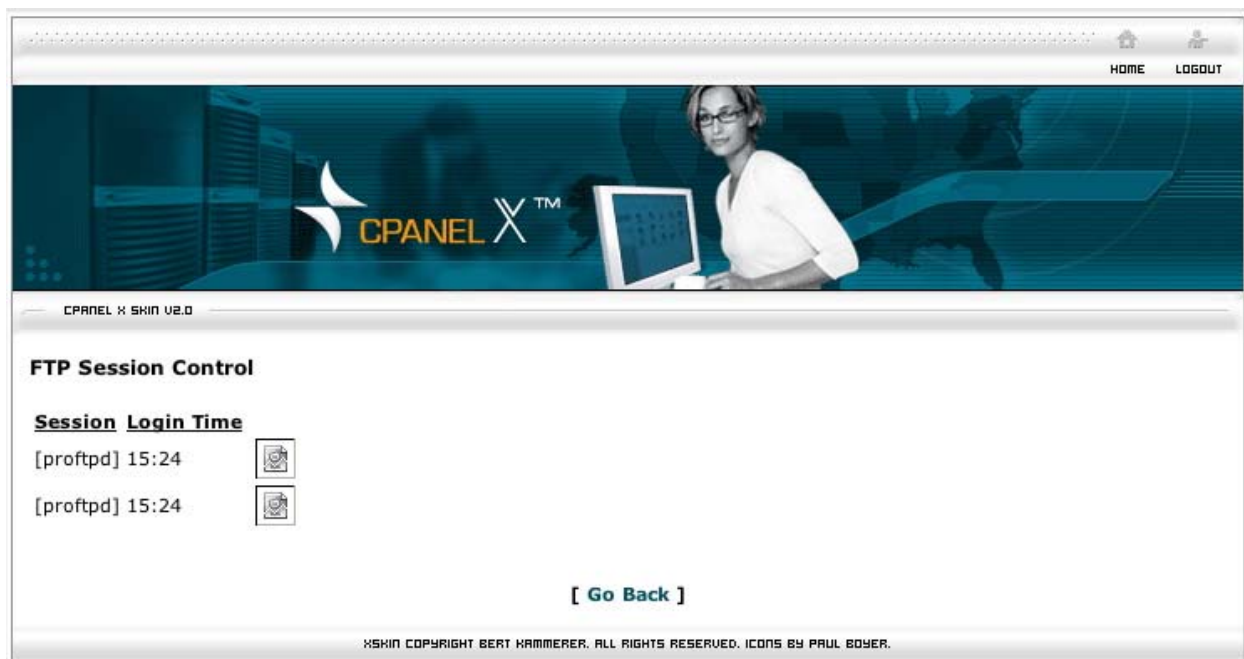 HOME LOGOUT
CPANEL X ™
CPANEL X SKIN V2.0
FTP Session Control
Session Login Time
[proftpd] 15:24
[proftpd] 15:24
[ Go Back ]
XSKIN COPYRIGHT BERT KAMMERER. ALL RIGHTS RESERVED. ICONS BY PAUL BOYER.